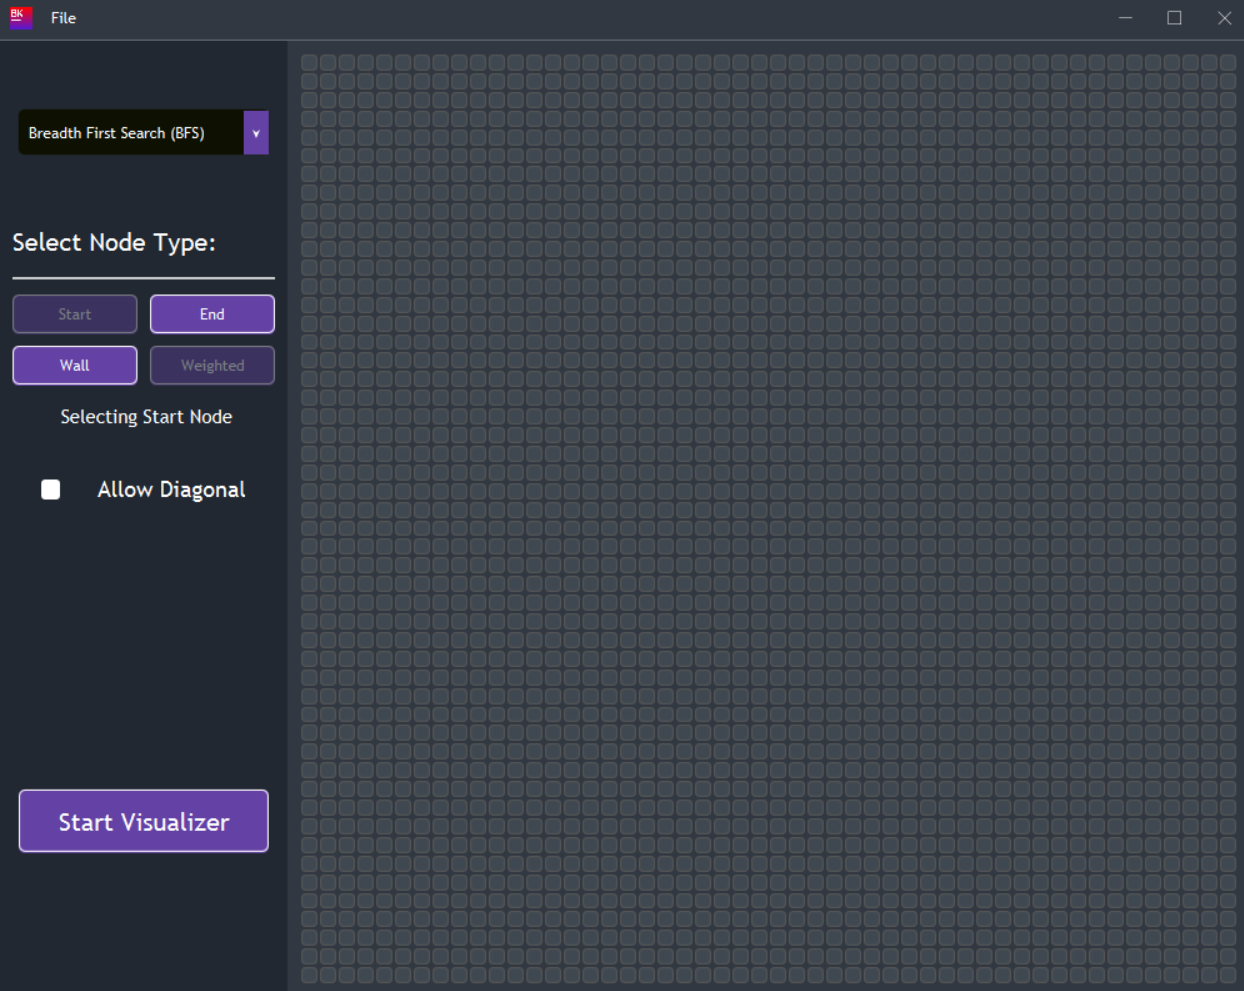 BK File
Breadth First Search (BFS)
Select Node Type:
Start End
Wall Weighted
Selecting Start Node
Allow Diagonal
Start Visualizer